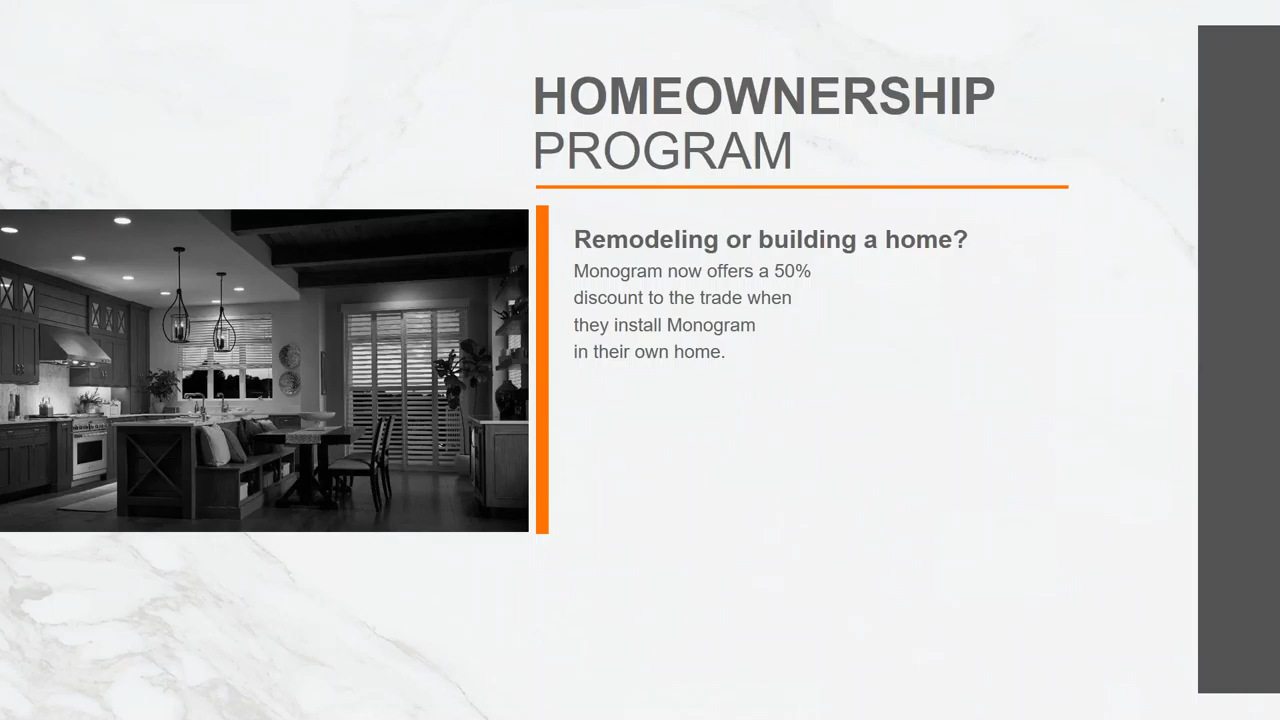 HOMEOWNERSHIP
PROGRAM
Remodeling or building a home?
Monogram now offers a 50%
discount to the trade when
they install Monogram
in their own home.